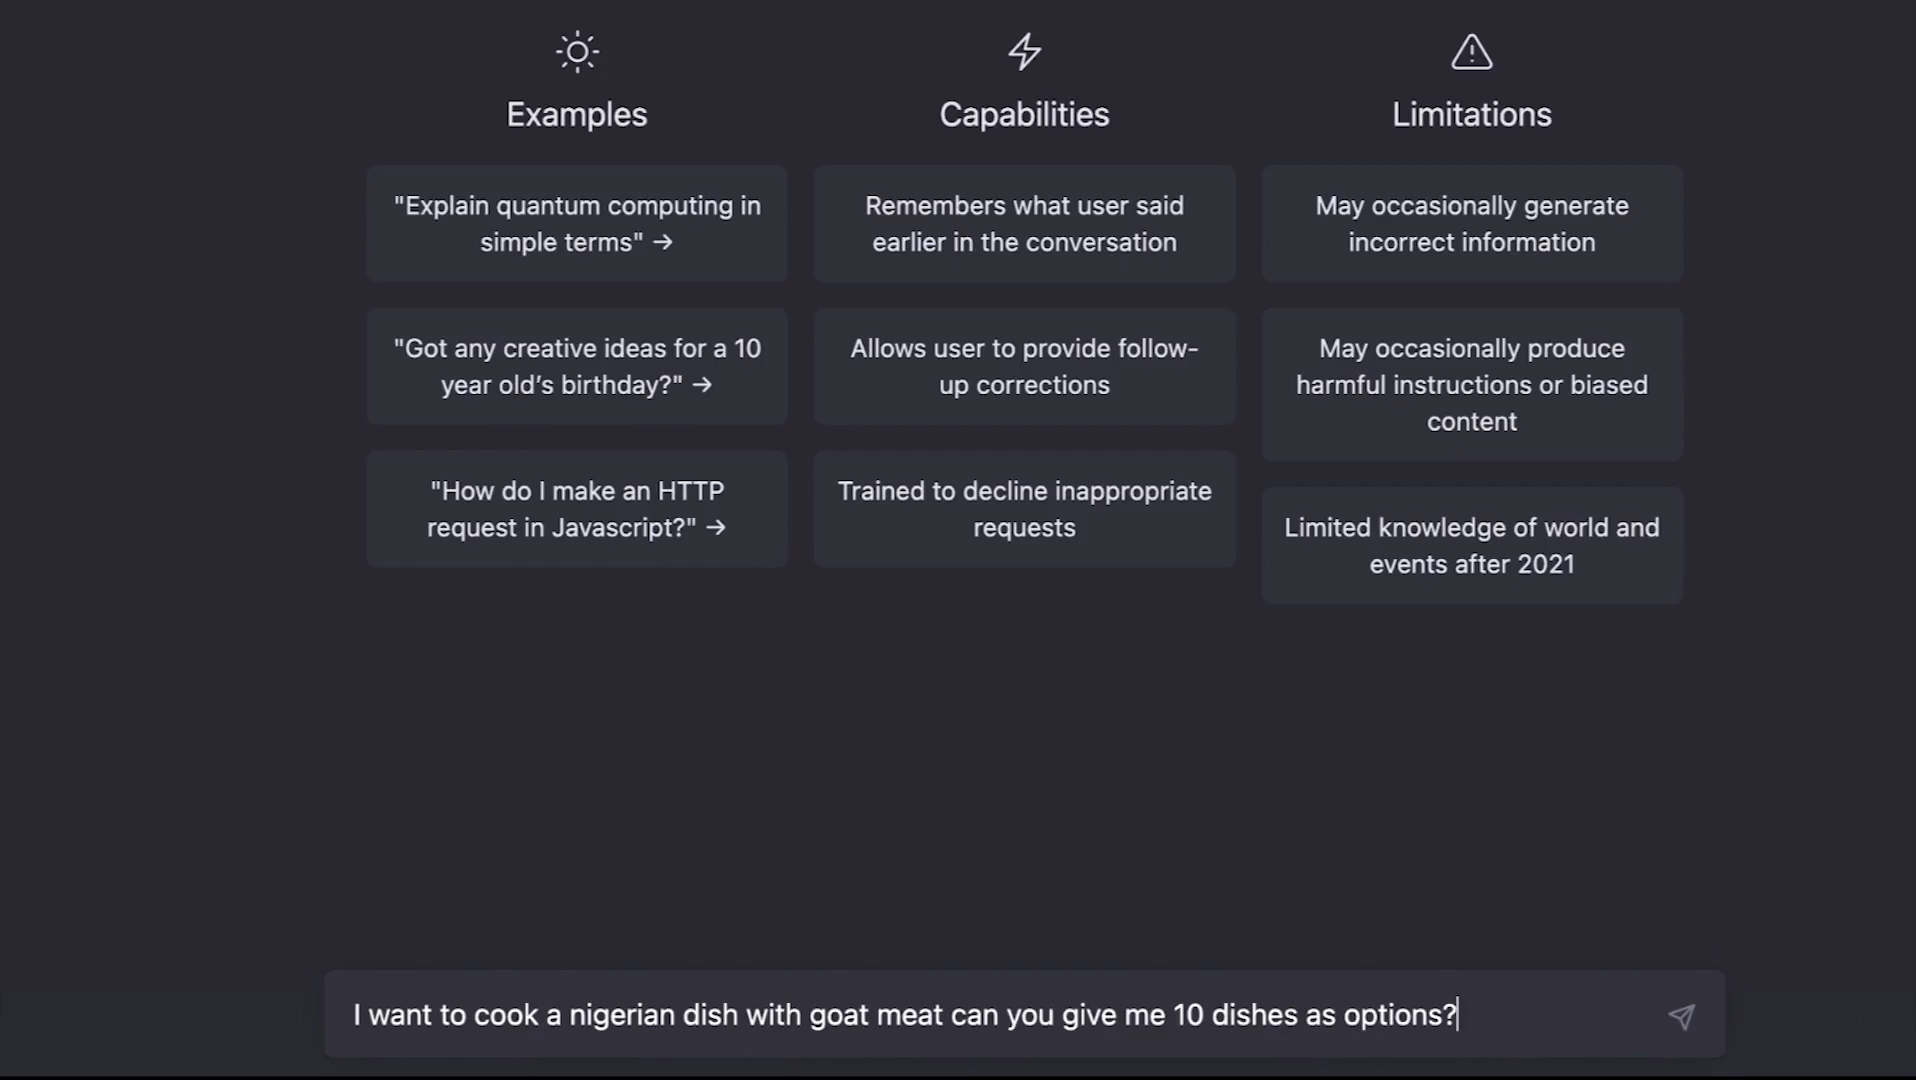 Examples
Capabilities
Limitations
"Explain quantum computing in
simple terms" →
Remembers what user said
earlier in the conversation
May occasionally generate
incorrect information
"Got any creative ideas for a 10
year old's birthday?" →
Allows user to provide follow-
up corrections
May occasionally produce
harmful instructions or biased
content
"How do I make an HTTP
request in Javascript?" →
Trained to decline inappropriate
requests
Limited knowledge of world and
events after 2021
I want to cook a nigerian dish with goat meat can you give me 10 dishes as options?